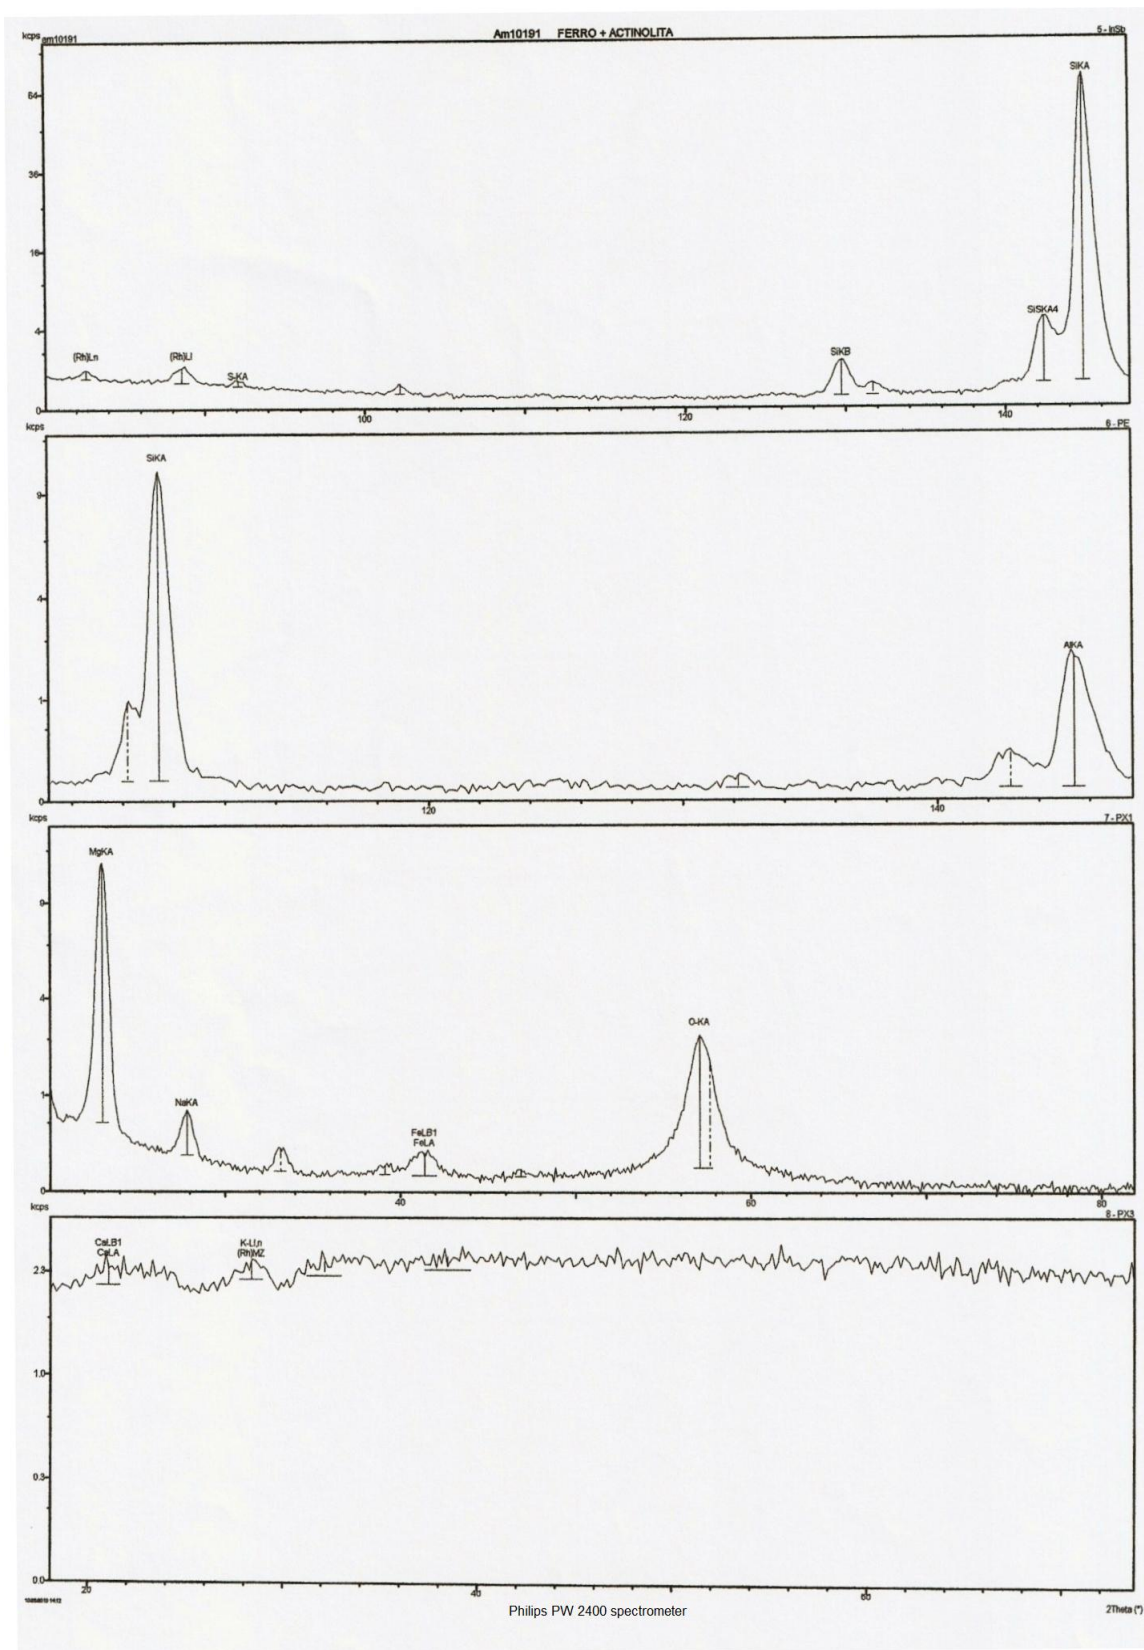 Am10191 FERRO + ACTINOLITA
kcps am10191 5 - InSb
SiKA
64
36
16
SiSKA4
4
(Rh)Ln (Rh)Ll SiKB
S-KA
0
100 120 140
kcps 6 - PE
SiKA
9
4
AlKA
1
0
120 140
kcps 7 - PX1
MgKA
9
4
O-KA
1
NaKA
FeLB1
FeLA
0
40 60 80
kcps 8 - PX3
CaLB1 K-Ll,n
CaLA (Rh)MZ
2.3
1.0
0.3
0.0
20 40 60
2Theta (°)
Philips PW 2400 spectrometer